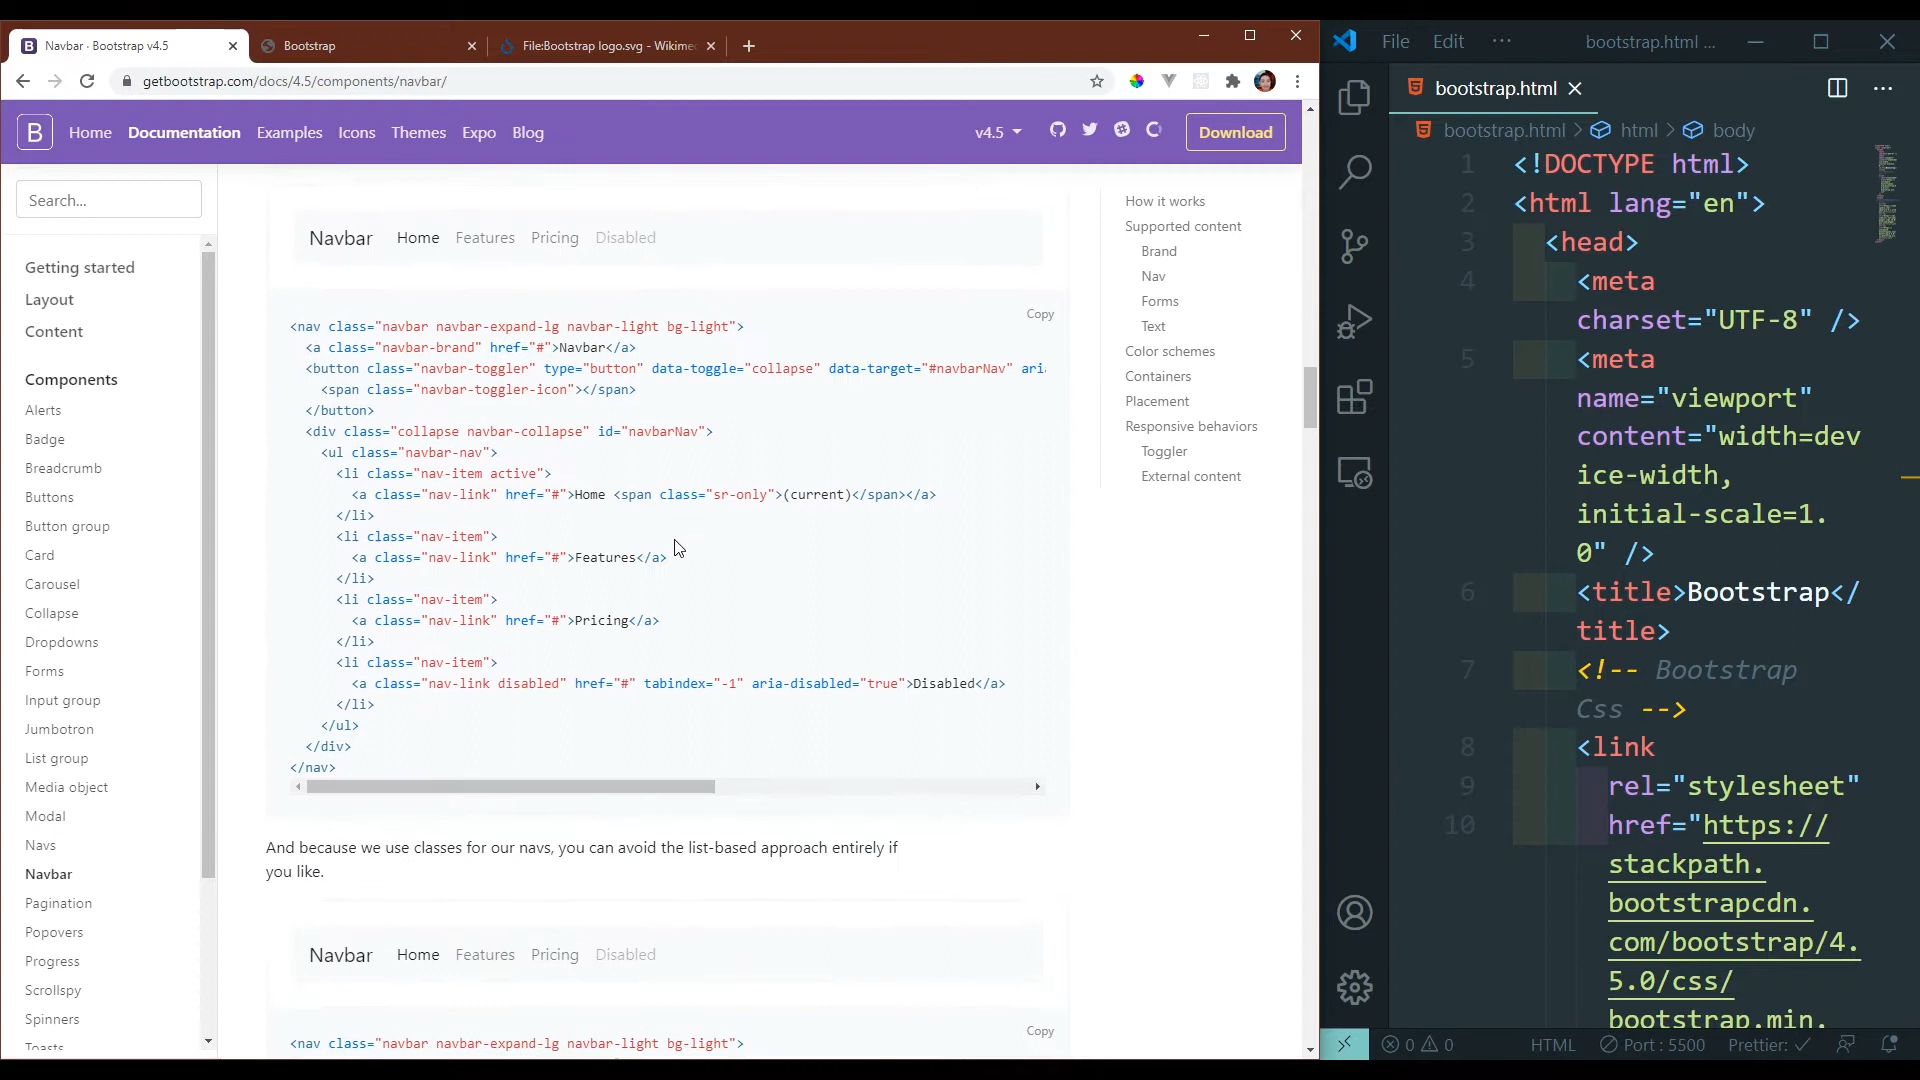 Navbar · Bootstrap v4.5
Bootstrap
File:Bootstrap logo.svg - Wikime
getbootstrap.com/docs/4.5/components/navbar/
B
Home Documentation Examples Icons Themes Expo Blog
v4.5
Download
Search...
Getting started
Layout
Content
Components
Alerts
Badge
Breadcrumb
Buttons
Button group
Card
Carousel
Collapse
Dropdowns
Forms
Input group
Jumbotron
List group
Media object
Modal
Navs
Navbar
Pagination
Popovers
Progress
Scrollspy
Spinners
Toasts
Navbar Home Features Pricing Disabled
Copy
<nav class="navbar navbar-expand-lg navbar-light bg-light">
<a class="navbar-brand" href="#">Navbar</a>
<button class="navbar-toggler" type="button" data-toggle="collapse" data-target="#navbarNav" ari
<span class="navbar-toggler-icon"></span>
</button>
<div class="collapse navbar-collapse" id="navbarNav">
<ul class="navbar-nav">
<li class="nav-item active">
<a class="nav-link" href="#">Home <span class="sr-only">(current)</span></a>
</li>
<li class="nav-item">
<a class="nav-link" href="#">Features</a>
</li>
<li class="nav-item">
<a class="nav-link" href="#">Pricing</a>
</li>
<li class="nav-item">
<a class="nav-link disabled" href="#" tabindex="-1" aria-disabled="true">Disabled</a>
</li>
</ul>
</div>
</nav>
And because we use classes for our navs, you can avoid the list-based approach entirely if
you like.
Navbar Home Features Pricing Disabled
Copy
<nav class="navbar navbar-expand-lg navbar-light bg-light">
How it works
Supported content
Brand
Nav
Forms
Text
Color schemes
Containers
Placement
Responsive behaviors
Toggler
External content
File Edit ··· bootstrap.html ...
bootstrap.html
bootstrap.html > html > body
1 <!DOCTYPE html>
2 <html lang="en">
3 <head>
4 <meta
charset="UTF-8" />
5 <meta
name="viewport"
content="width=dev
ice-width,
initial-scale=1.
0" />
6 <title>Bootstrap</
title>
7 <!-- Bootstrap
Css -->
8 <link
9 rel="stylesheet"
10 href="https://
stackpath.
bootstrapcdn.
com/bootstrap/4.
5.0/css/
bootstrap.min.
0 0 HTML Port : 5500 Prettier: ✓